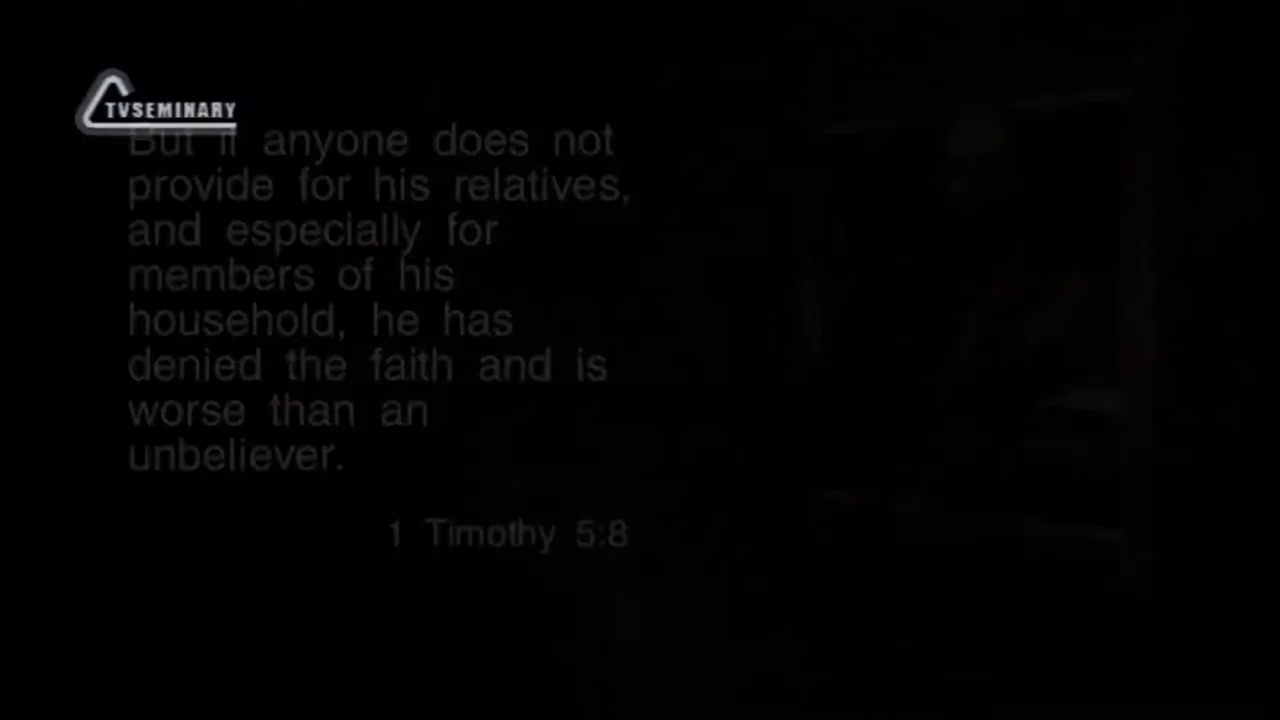 TVSEMINARY
But if anyone does not
provide for his relatives,
and especially for
members of his
household, he has
denied the faith and is
worse than an
unbeliever.
1 Timothy 5:8